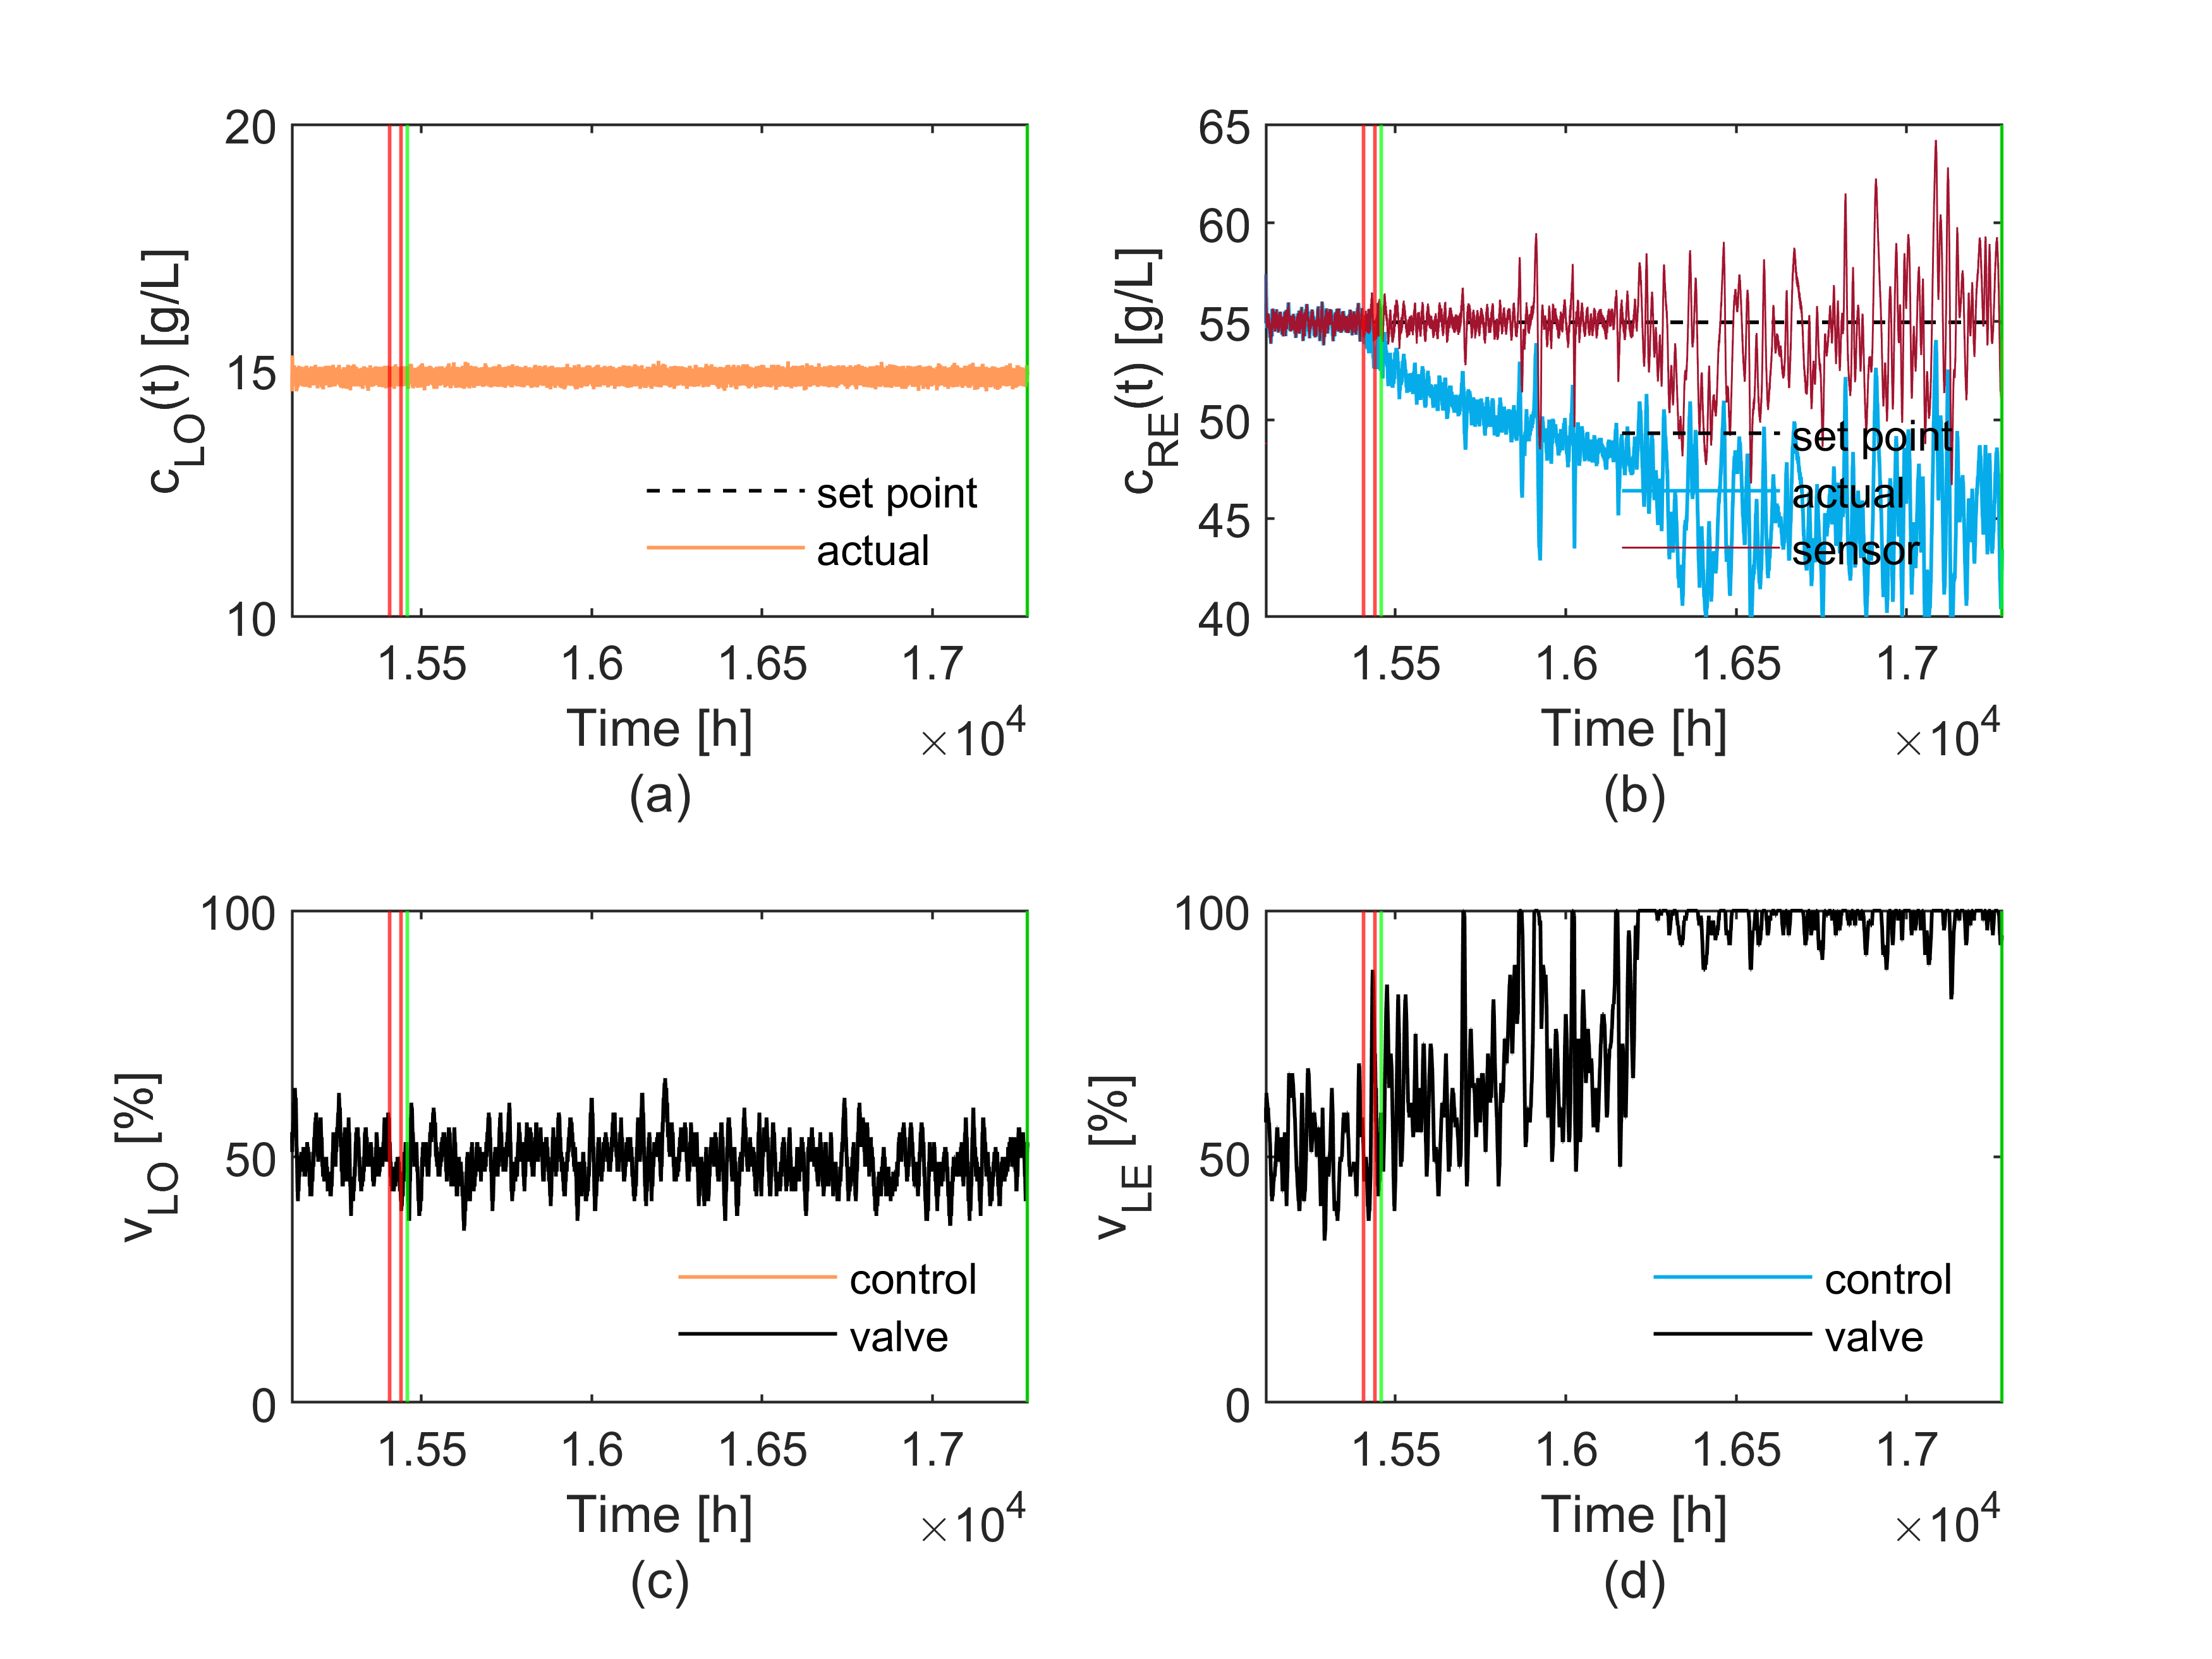 20
15
10
c_LO(t) [g/L]
set point
actual
1.55 1.6 1.65 1.7
Time [h]
×10^4
(a)
65
60
55
50
45
40
c_RE(t) [g/L]
set point
actual
sensor
1.55 1.6 1.65 1.7
Time [h]
×10^4
(b)
100
50
0
v_LO [%]
control
valve
1.55 1.6 1.65 1.7
Time [h]
×10^4
(c)
100
50
0
v_LE [%]
control
valve
1.55 1.6 1.65 1.7
Time [h]
×10^4
(d)